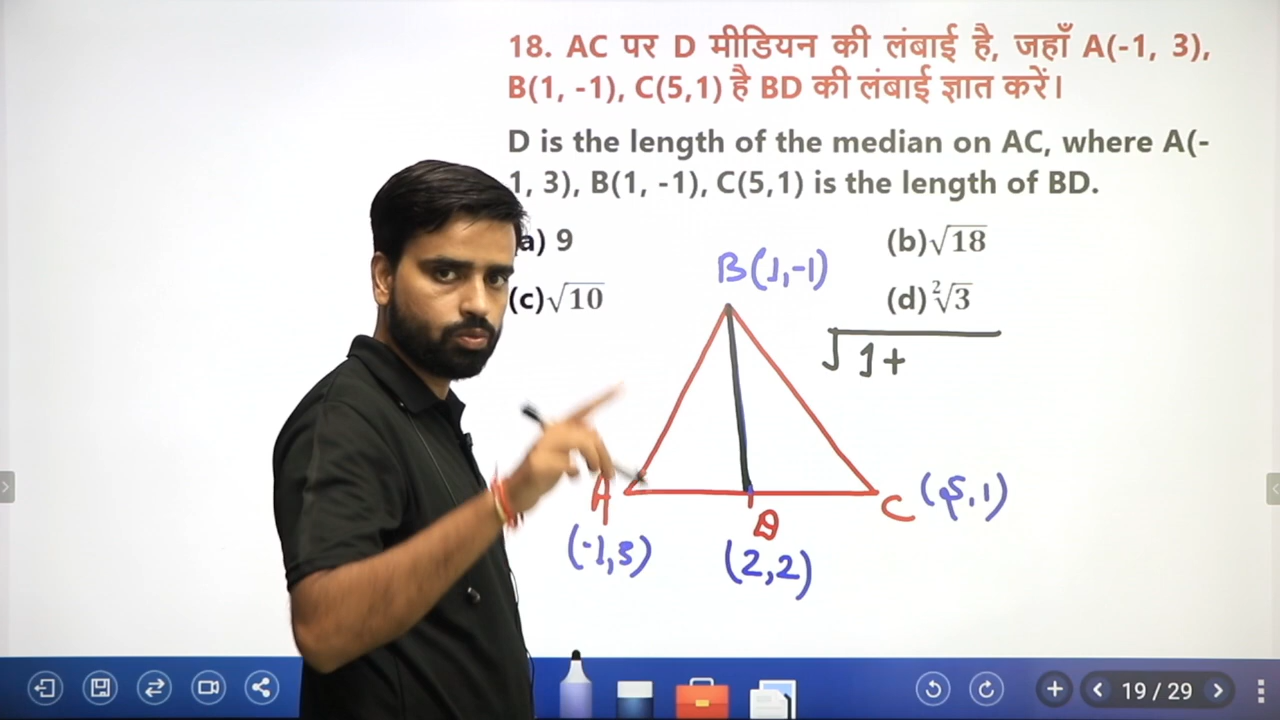 18. AC पर D मीडियन की लंबाई है, जहाँ A(-1, 3),
B(1, -1), C(5,1) है BD की लंबाई ज्ञात करें।
D is the length of the median on AC, where A(-
1, 3), B(1, -1), C(5,1) is the length of BD.
a) 9
(b)√18
(c)√10
(d)²√3
B(1,-1)
√1+
A
D
C(5,1)
(-1,3)
(2,2)
19 / 29